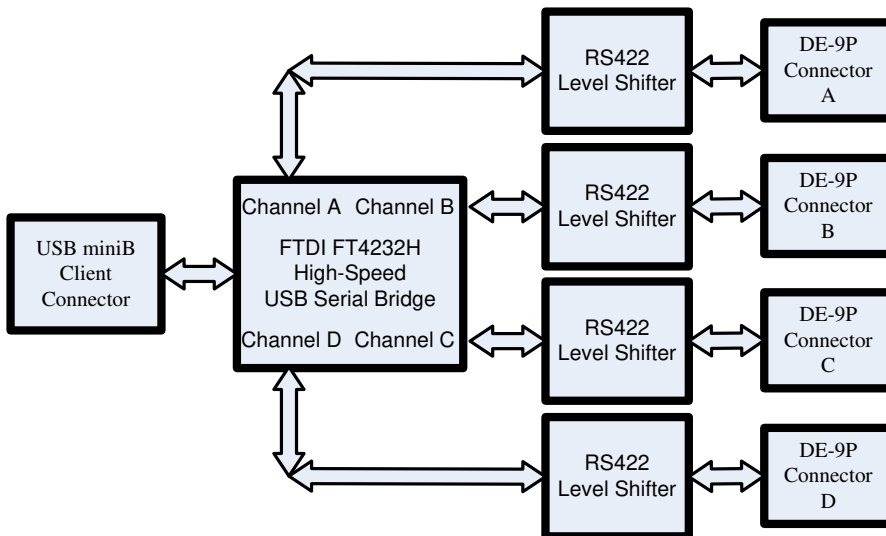 RS422
Level Shifter
DE-9P
Connector
A
Channel A
Channel B
RS422
Level Shifter
DE-9P
Connector
B
USB miniB
Client
Connector
FTDI FT4232H
High-Speed
USB Serial Bridge
Channel D
Channel C
RS422
Level Shifter
DE-9P
Connector
C
RS422
Level Shifter
DE-9P
Connector
D